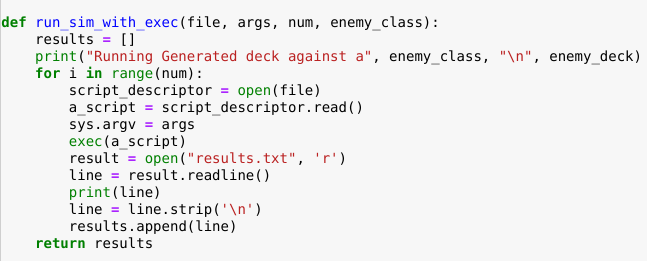 def run_sim_with_exec(file, args, num, enemy_class):
    results = []
    print("Running Generated deck against a", enemy_class, "\n", enemy_deck)
    for i in range(num):
        script_descriptor = open(file)
        a_script = script_descriptor.read()
        sys.argv = args
        exec(a_script)
        result = open("results.txt", 'r')
        line = result.readline()
        print(line)
        line = line.strip('\n')
        results.append(line)
    return results